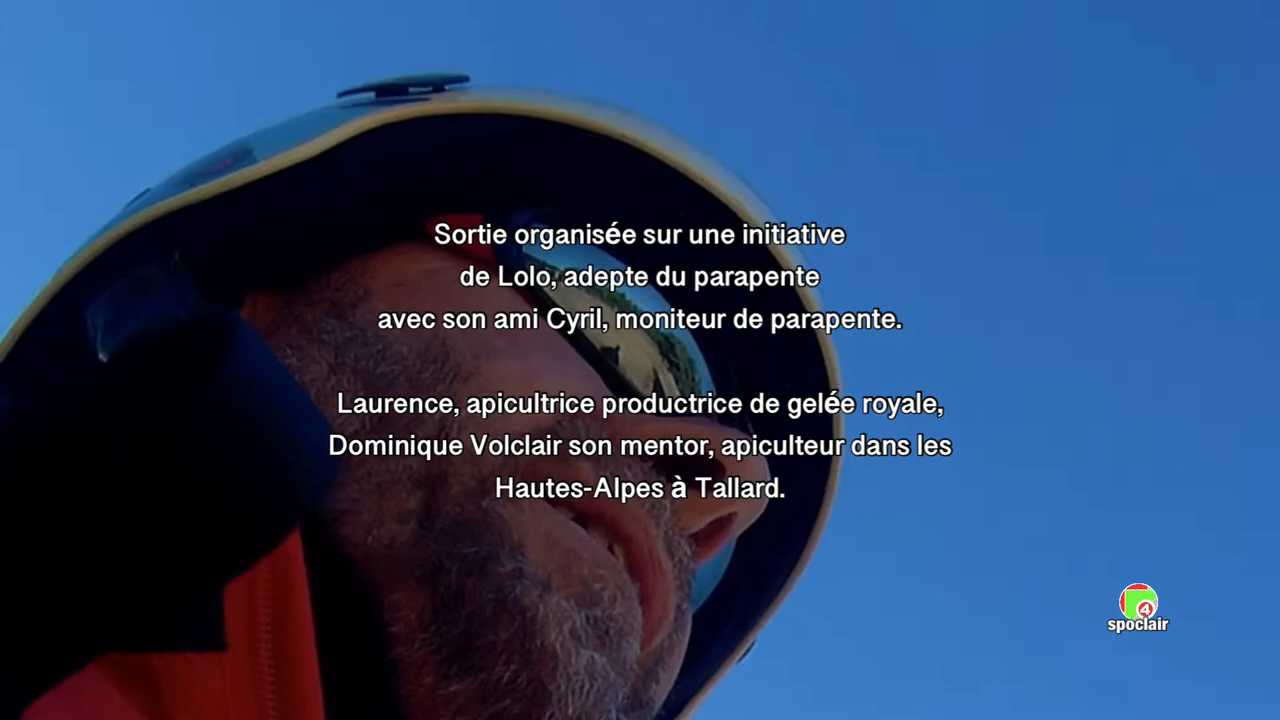 Sortie organisée sur une initiative
de Lolo, adepte du parapente
avec son ami Cyril, moniteur de parapente.
Laurence, apicultrice productrice de gelée royale,
Dominique Volclair son mentor, apiculteur dans les
Hautes-Alpes à Tallard.
4
spoclair